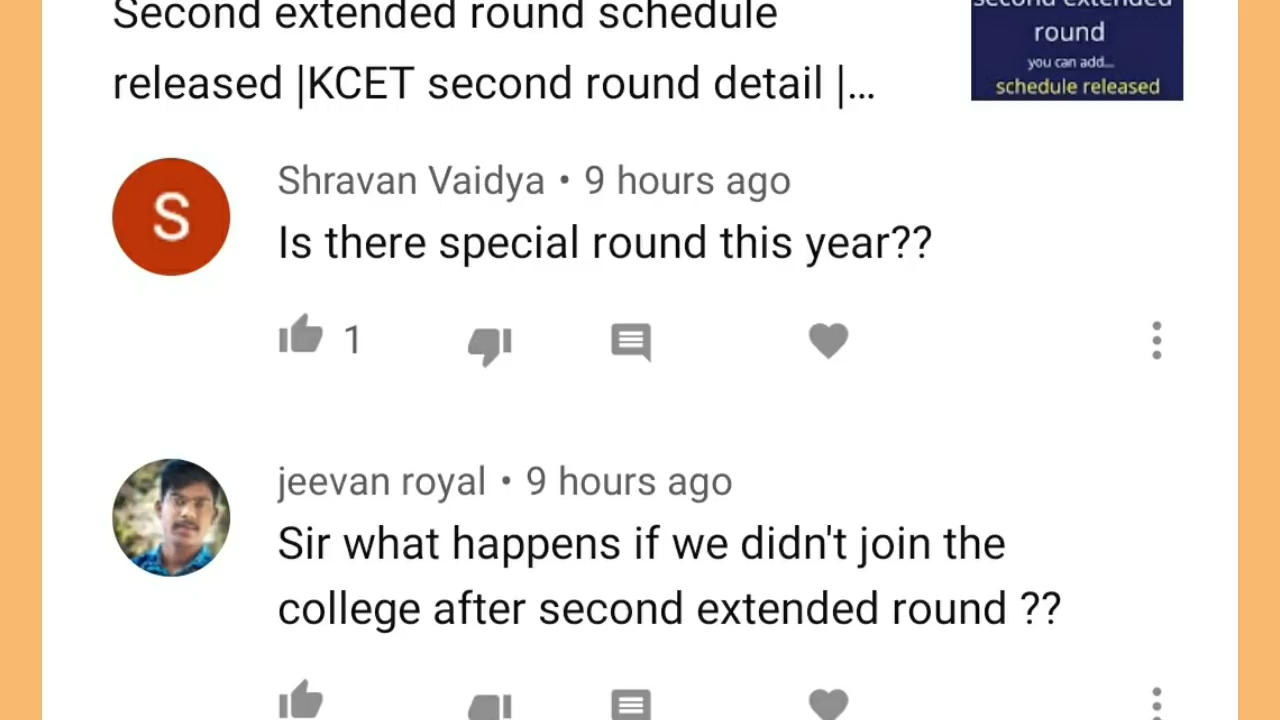 Second extended round schedule
released |KCET second round detail |...
second extended
round
you can add...
schedule released
S
Shravan Vaidya • 9 hours ago
Is there special round this year??
1
jeevan royal • 9 hours ago
Sir what happens if we didn't join the
college after second extended round ??